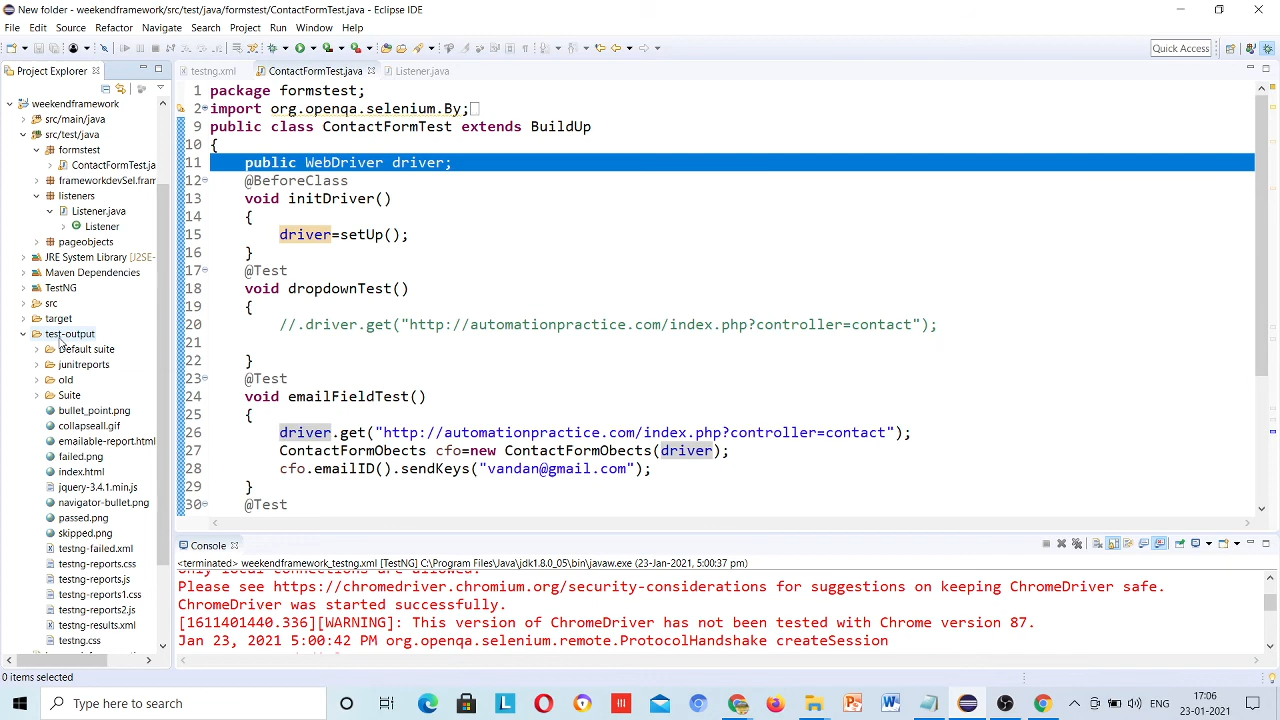 New folder - weekendframework/src/test/java/formstest/ContactFormTest.java - Eclipse IDE
File Edit Source Refactor Navigate Search Project Run Window Help
Quick Access
Project Explorer
testng.xml
ContactFormTest.java
Listener.java
weekendframework
src/main/java
src/test/java
formstest
ContactFormTest.ja
frameworkdevSel.fram
listeners
Listener.java
Listener
pageobjects
JRE System Library [J2SE-
Maven Dependencies
TestNG
src
target
test-output
Default suite
junitreports
old
Suite
bullet_point.png
collapseall.gif
emailable-report.html
failed.png
index.html
jquery-3.4.1.min.js
navigator-bullet.png
passed.png
skipped.png
testng-failed.xml
testng-reports.css
testng-reports.js
testng-reports1.css
testng-reports2.js
testng-results.xml
testng.css
1 package formstest;
2 import org.openqa.selenium.By;
9 public class ContactFormTest extends BuildUp
10 {
11 public WebDriver driver;
12 @BeforeClass
13 void initDriver()
14 {
15 driver=setUp();
16 }
17 @Test
18 void dropdownTest()
19 {
20 //.driver.get("http://automationpractice.com/index.php?controller=contact");
21
22 }
23 @Test
24 void emailFieldTest()
25 {
26 driver.get("http://automationpractice.com/index.php?controller=contact");
27 ContactFormObects cfo=new ContactFormObects(driver);
28 cfo.emailID().sendKeys("vandan@gmail.com");
29 }
30 @Test
Console
<terminated> weekendframework_testng.xml [TestNG] C:\Program Files\Java\jdk1.8.0_05\bin\javaw.exe (23-Jan-2021, 5:00:37 PM)
Only local connections are allowed.
Please see https://chromedriver.chromium.org/security-considerations for suggestions on keeping ChromeDriver safe.
ChromeDriver was started successfully.
[1611401440.336][WARNING]: This version of ChromeDriver has not been tested with Chrome version 87.
Jan 23, 2021 5:00:42 PM org.openqa.selenium.remote.ProtocolHandshake createSession
0 items selected
Type here to search
ENG
17:06
23-01-2021